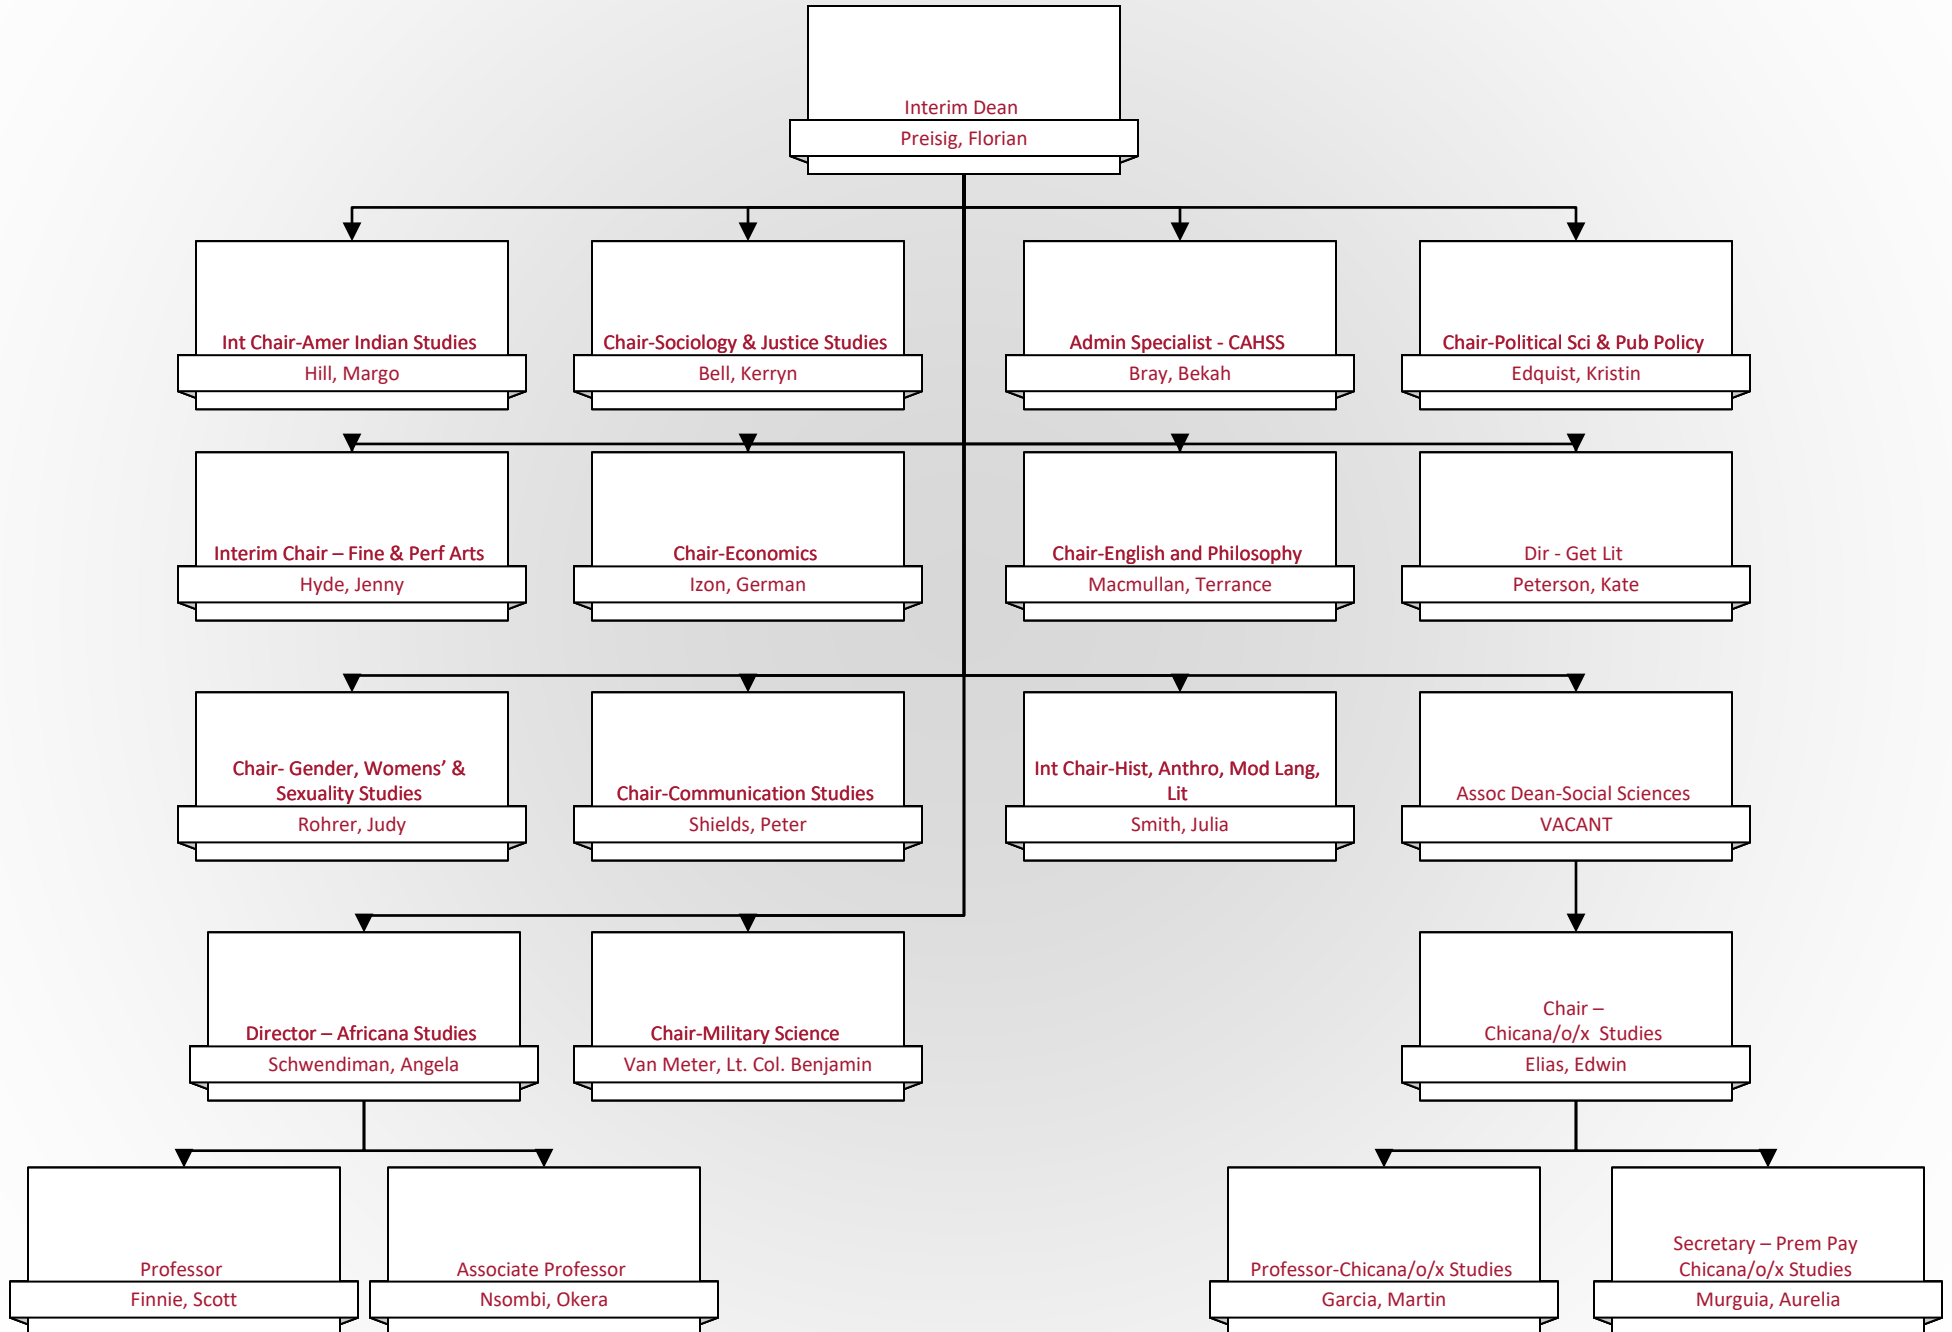 Interim Dean
Preisig, Florian
Int Chair-Amer Indian Studies
Hill, Margo
Chair-Sociology & Justice Studies
Bell, Kerryn
Admin Specialist - CAHSS
Bray, Bekah
Chair-Political Sci & Pub Policy
Edquist, Kristin
Interim Chair – Fine & Perf Arts
Hyde, Jenny
Chair-Economics
Izon, German
Chair-English and Philosophy
Macmullan, Terrance
Dir - Get Lit
Peterson, Kate
Chair- Gender, Womens’ &
Sexuality Studies
Rohrer, Judy
Chair-Communication Studies
Shields, Peter
Int Chair-Hist, Anthro, Mod Lang,
Lit
Smith, Julia
Assoc Dean-Social Sciences
VACANT
Director – Africana Studies
Schwendiman, Angela
Chair-Military Science
Van Meter, Lt. Col. Benjamin
Chair –
Chicana/o/x  Studies
Elias, Edwin
Professor
Finnie, Scott
Associate Professor
Nsombi, Okera
Professor-Chicana/o/x Studies
Garcia, Martin
Secretary – Prem Pay
Chicana/o/x Studies
Murguia, Aurelia